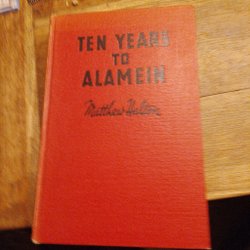 TEN YEARS
TO
ALAMEIN
Matthew Halton